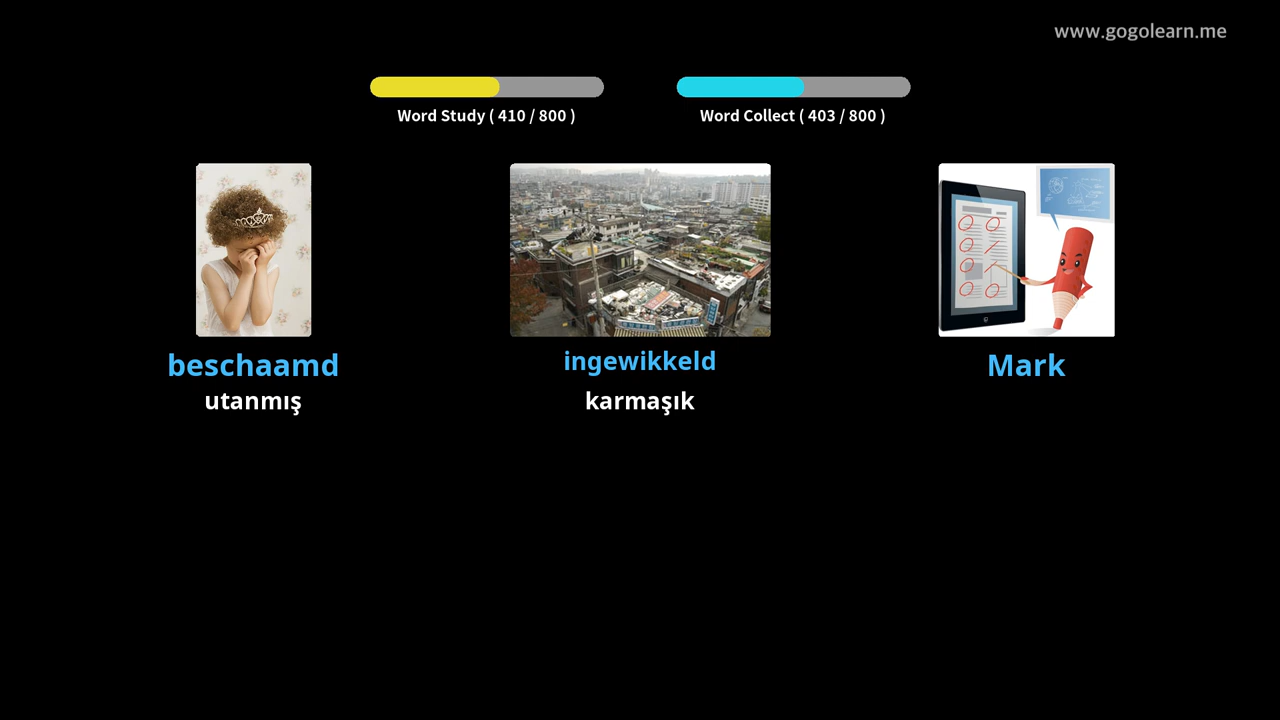 www.gogolearn.me
Word Study ( 410 / 800 )
Word Collect ( 403 / 800 )
beschaamd
utanmış
ingewikkeld
karmaşık
Mark